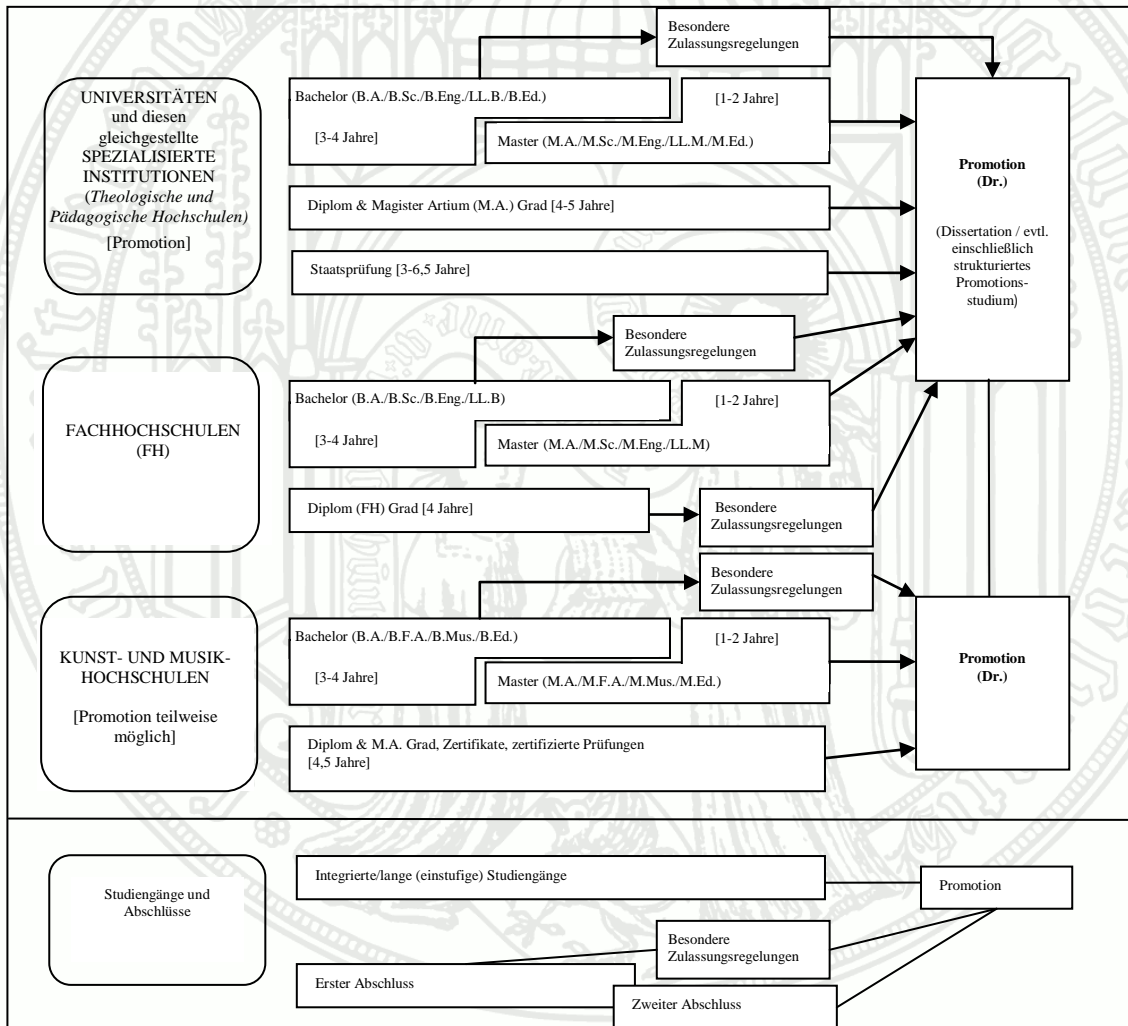 Besondere
Zulassungsregelungen
UNIVERSITÄTEN
und diesen
gleichgestellte
SPEZIALISIERTE
INSTITUTIONEN
(Theologische und
Pädagogische Hochschulen)
[Promotion]
Bachelor (B.A./B.Sc./B.Eng./LL.B./B.Ed.)
[3-4 Jahre]
[1-2 Jahre]
Master (M.A./M.Sc./M.Eng./LL.M./M.Ed.)
Diplom & Magister Artium (M.A.) Grad [4-5 Jahre]
Staatsprüfung [3-6,5 Jahre]
Promotion
(Dr.)
(Dissertation / evtl.
einschließlich
strukturiertes
Promotions-
studium)
Besondere
Zulassungsregelungen
FACHHOCHSCHULEN
(FH)
Bachelor (B.A./B.Sc./B.Eng./LL.B)
[3-4 Jahre]
[1-2 Jahre]
Master (M.A./M.Sc./M.Eng./LL.M)
Diplom (FH) Grad [4 Jahre]
Besondere
Zulassungsregelungen
Besondere
Zulassungsregelungen
KUNST- UND MUSIK-
HOCHSCHULEN
[Promotion teilweise
möglich]
Bachelor (B.A./B.F.A./B.Mus./B.Ed.)
[3-4 Jahre]
[1-2 Jahre]
Master (M.A./M.F.A./M.Mus./M.Ed.)
Diplom & M.A. Grad, Zertifikate, zertifizierte Prüfungen
[4,5 Jahre]
Promotion
(Dr.)
Studiengänge und
Abschlüsse
Integrierte/lange (einstufige) Studiengänge
Promotion
Besondere
Zulassungsregelungen
Erster Abschluss
Zweiter Abschluss